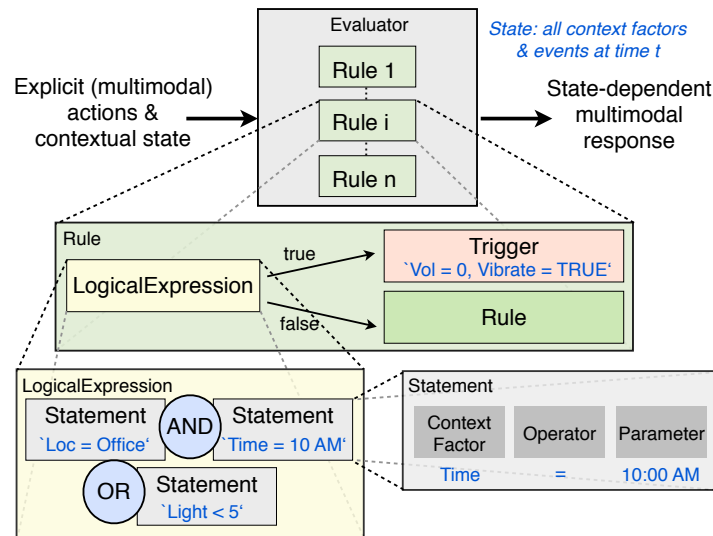 Evaluator
State: all context factors
& events at time t
Rule 1
Explicit (multimodal)
actions &
contextual state
Rule i
State-dependent
multimodal
response
Rule n
Rule
true
Trigger
`Vol = 0, Vibrate = TRUE‘
LogicalExpression
false
Rule
LogicalExpression
Statement
`Loc = Office‘
AND
Statement
`Time = 10 AM‘
OR
Statement
`Light < 5‘
Statement
Context
Factor
Operator
Parameter
Time
=
10:00 AM